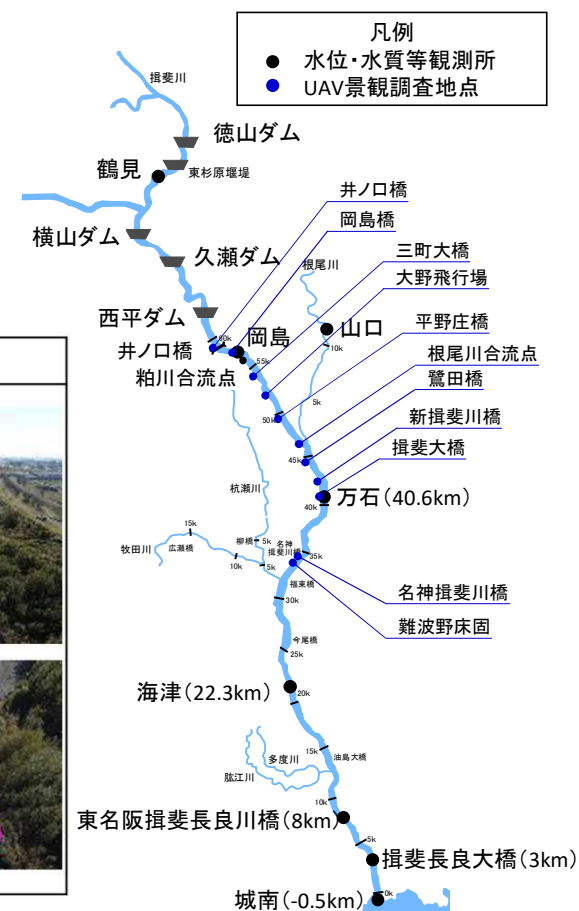 凡例
水位・水質等観測所
UAV景観調査地点
揖斐川
徳山ダム
鶴見
東杉原堰堤
横山ダム
久瀬ダム
西平ダム
井ノ口橋
岡島橋
根尾川
三町大橋
大野飛行場
山口
平野庄橋
根尾川合流点
鷺田橋
新揖斐川橋
揖斐大橋
井ノ口橋
岡島
粕川合流点
60k
55k
50k
45k
40k
10k
5k
万石(40.6km)
杭瀬川
牧田川
15k
広瀬橋
10k
柳橋
5k
5k
名神
揖斐川橋
35k
福束橋
30k
名神揖斐川橋
難波野床固
今尾橋
25k
海津(22.3km)
20k
多度川
肱江川
15k
油島大橋
10k
東名阪揖斐長良川橋(8km)
5k
揖斐長良大橋(3km)
0k
城南(-0.5km)